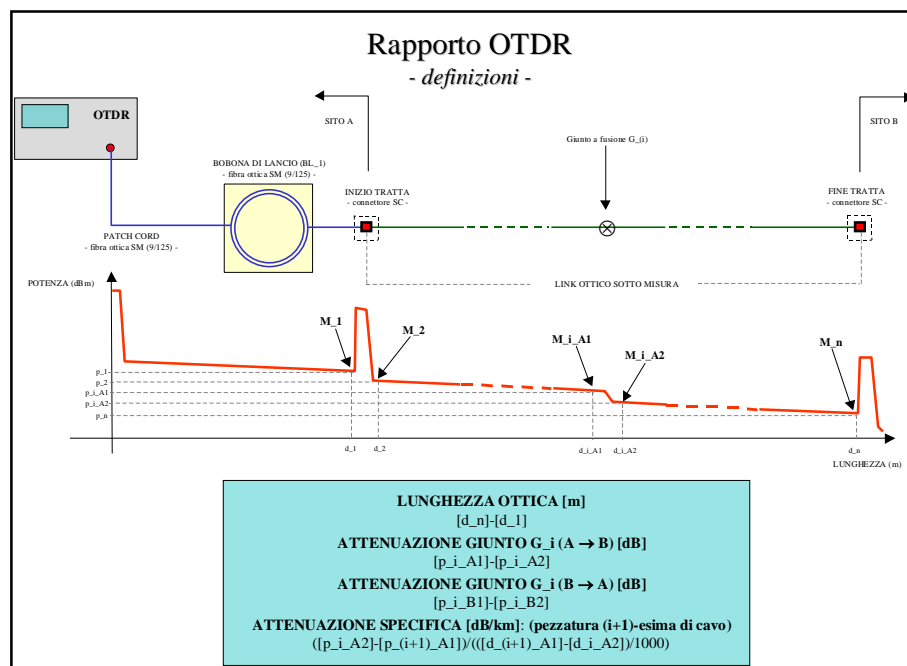 Rapporto OTDR
- definizioni -
OTDR
SITO A
SITO B
Giunto a fusione G_(i)
BOBONA DI LANCIO (BL_1)
- fibra ottica SM (9/125) -
INIZIO TRATTA
- connettore SC -
FINE TRATTA
- connettore SC -
PATCH CORD
- fibra ottica SM (9/125) -
LINK OTTICO SOTTO MISURA
POTENZA (dBm)
M_1
M_2
M_i_A1
M_i_A2
M_n
p_1
p_2
p_i_A1
p_i_A2
p_n
d_1
d_2
d_i_A1
d_i_A2
d_n
LUNGHEZZA (m)
LUNGHEZZA OTTICA [m]
[d_n]-[d_1]
ATTENUAZIONE GIUNTO G_i (A → B) [dB]
[p_i_A1]-[p_i_A2]
ATTENUAZIONE GIUNTO G_i (B → A) [dB]
[p_i_B1]-[p_i_B2]
ATTENUAZIONE SPECIFICA [dB/km]: (pezzatura (i+1)-esima di cavo)
([p_i_A2]-[p_(i+1)_A1])/(([d_(i+1)_A1]-[d_i_A2])/1000)